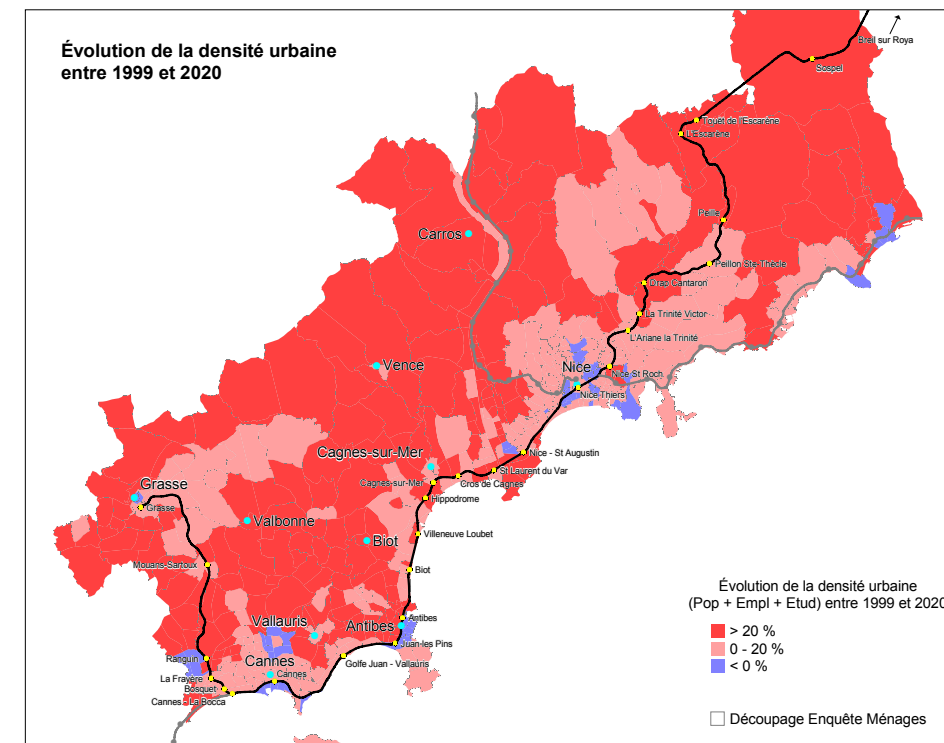 Évolution de la densité urbaine
entre 1999 et 2020
Breil sur Roya
Sospel
Touët de l'Escarène
L'Escarène
Peille
Carros
Peillon Ste-Thècle
Drap Cantaron
La Trinité Victor
L'Ariane la Trinité
Vence
Nice
Nice St Roch
Nice Thiers
Cagnes-sur-Mer
Nice - St Augustin
St Laurent du Var
Cagnes-sur-Mer
Cros de Cagnes
Grasse
Hippodrome
Grasse
Valbonne
Villeneuve Loubet
Biot
Mouans-Sartoux
Biot
Évolution de la densité urbaine
(Pop + Empl + Etud) entre 1999 et 2020
> 20 %
0 - 20 %
< 0 %
Vallauris
Antibes
Antibes
Juan les Pins
Ranguin
Cannes
Golfe Juan - Vallauris
La Frayère
Cannes
Bosquet
Cannes - La Bocca
Découpage Enquête Ménages